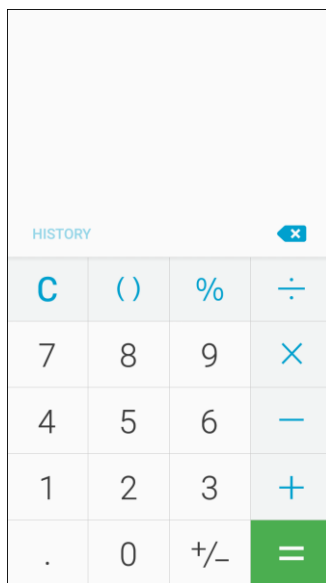 HISTORY
C ( ) % ÷
7 8 9 ×
4 5 6 −
1 2 3 +
. 0 +/− =